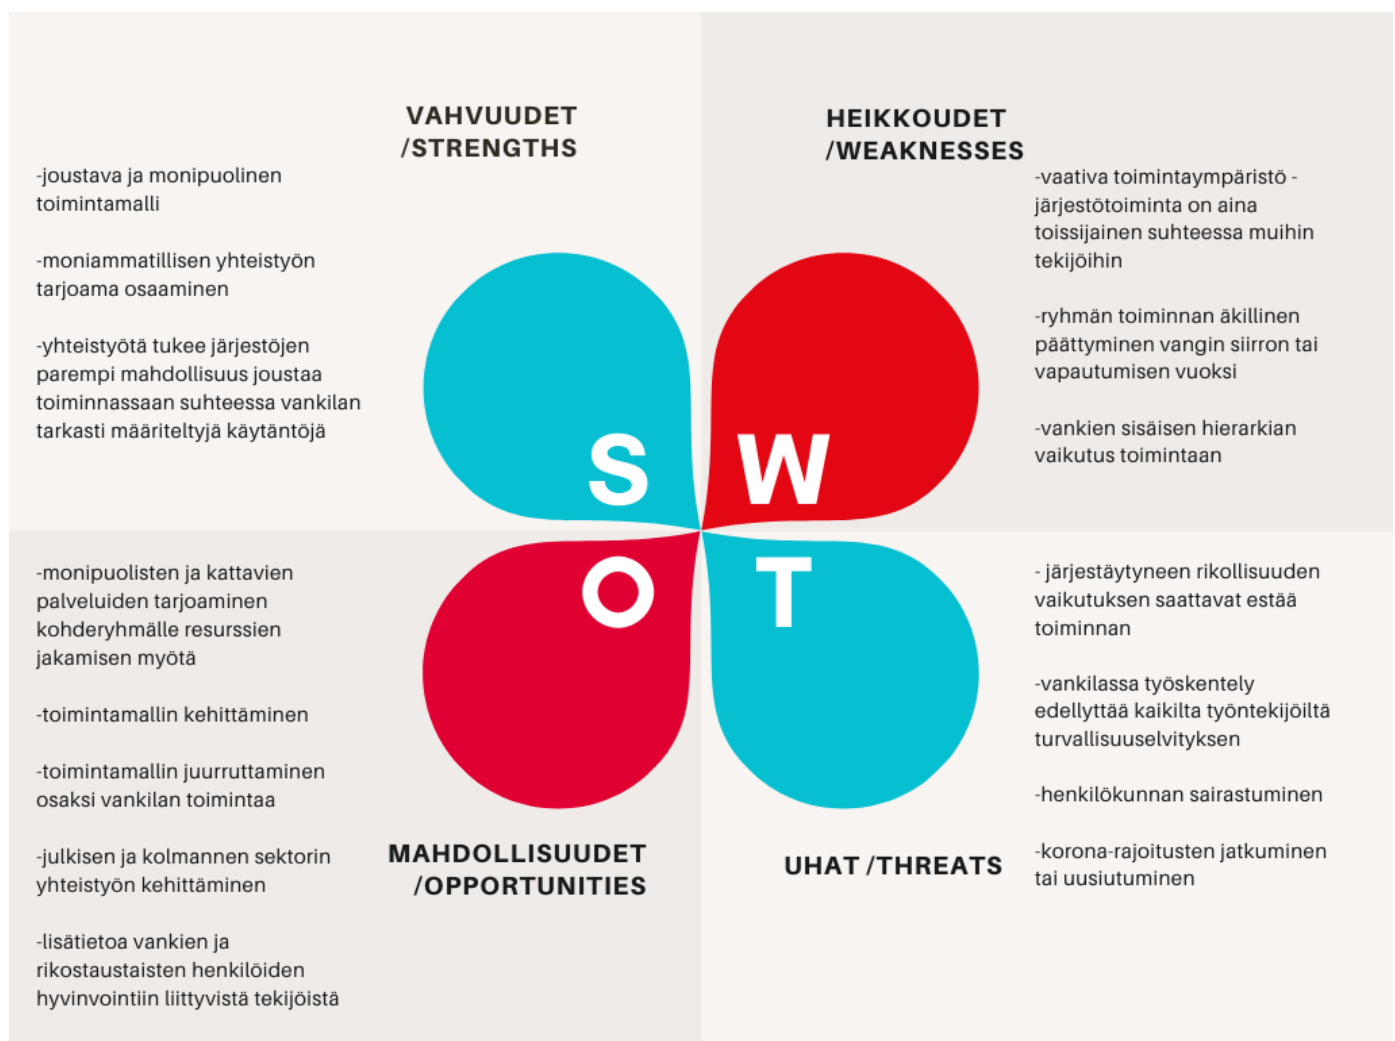 VAHVUUDET
/STRENGTHS
-joustava ja monipuolinen
toimintamalli
-moniammatillisen yhteistyön
tarjoama osaaminen
-yhteistyötä tukee järjestöjen
parempi mahdollisuus joustaa
toiminnassaan suhteessa vankilan
tarkasti määriteltyjä käytäntöjä
HEIKKOUDET
/WEAKNESSES
-vaativa toimintaympäristö -
järjestötoiminta on aina
toissijainen suhteessa muihin
tekijöihin
-ryhmän toiminnan äkillinen
päättyminen vangin siirron tai
vapautumisen vuoksi
-vankien sisäisen hierarkian
vaikutus toimintaan
S
W
O
T
-monipuolisten ja kattavien
palveluiden tarjoaminen
kohderyhmälle resurssien
jakamisen myötä
-toimintamallin kehittäminen
-toimintamallin juurruttaminen
osaksi vankilan toimintaa
-julkisen ja kolmannen sektorin
yhteistyön kehittäminen
-lisätietoa vankien ja
rikostaustaisten henkilöiden
hyvinvointiin liittyvistä tekijöistä
MAHDOLLISUUDET
/OPPORTUNITIES
- järjestäytyneen rikollisuuden
vaikutuksen saattavat estää
toiminnan
-vankilassa työskentely
edellyttää kaikilta työntekijöiltä
turvallisuuselvityksen
-henkilökunnan sairastuminen
-korona-rajoitusten jatkuminen
tai uusiutuminen
UHAT /THREATS